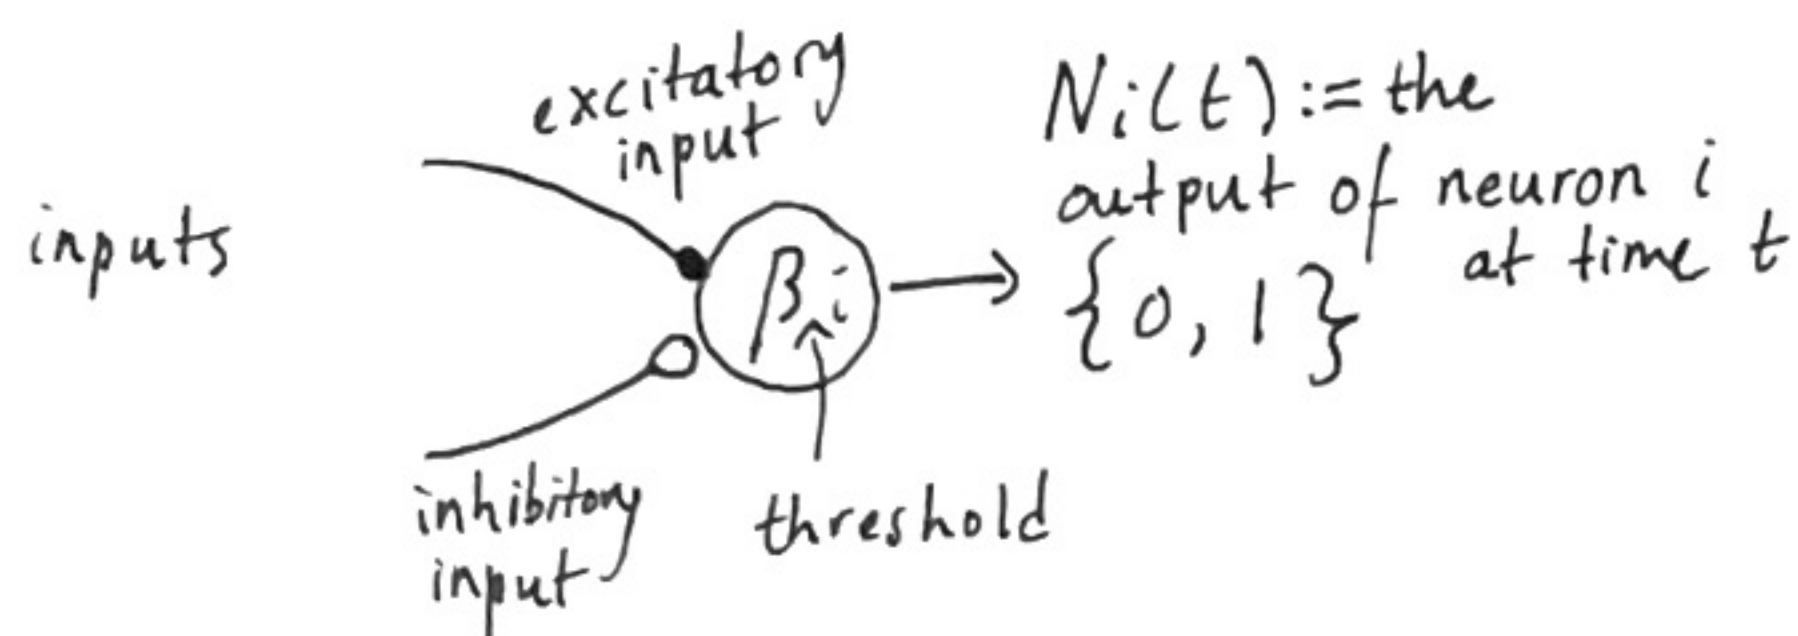 excitatory
input
inputs
βi
inhibitory
input
threshold
Ni(t) := the
output of neuron i
at time t
{0, 1}